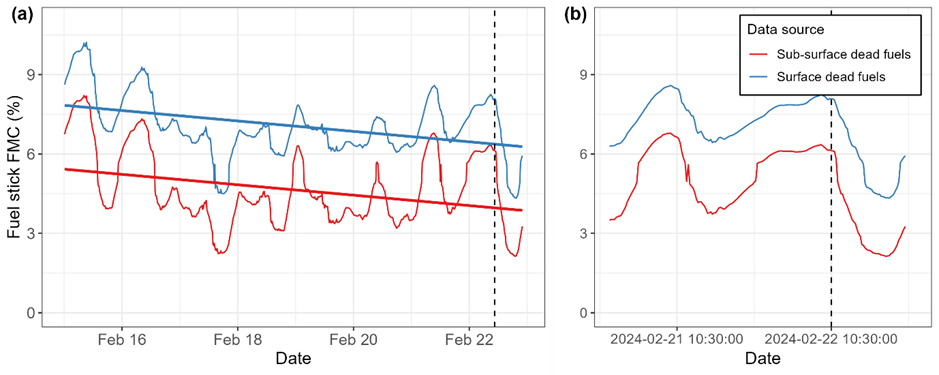 (a)
Fuel stick FMC (%)
9
6
3
0
Feb 16
Feb 18
Feb 20
Feb 22
Date
(b)
Data source
Sub-surface dead fuels
Surface dead fuels
9
6
3
0
2024-02-21 10:30:00
2024-02-22 10:30:00
Date